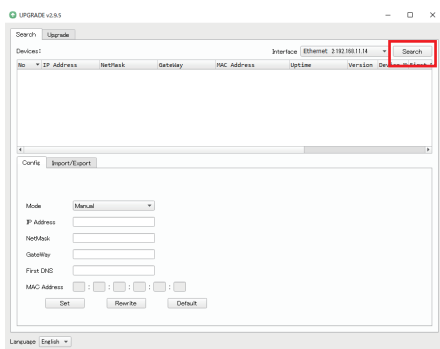 UPGRADE v2.9.5
Search Upgrade
Devices: Interface Ethernet 2:192.168.11.14 Search
No IP Address NetMask GateWay MAC Address Uptime Version
Config Import/Export
Mode Manual
IP Address
NetMask
GateWay
First DNS
MAC Address : : : : :
Set Rewrite Default
Language English